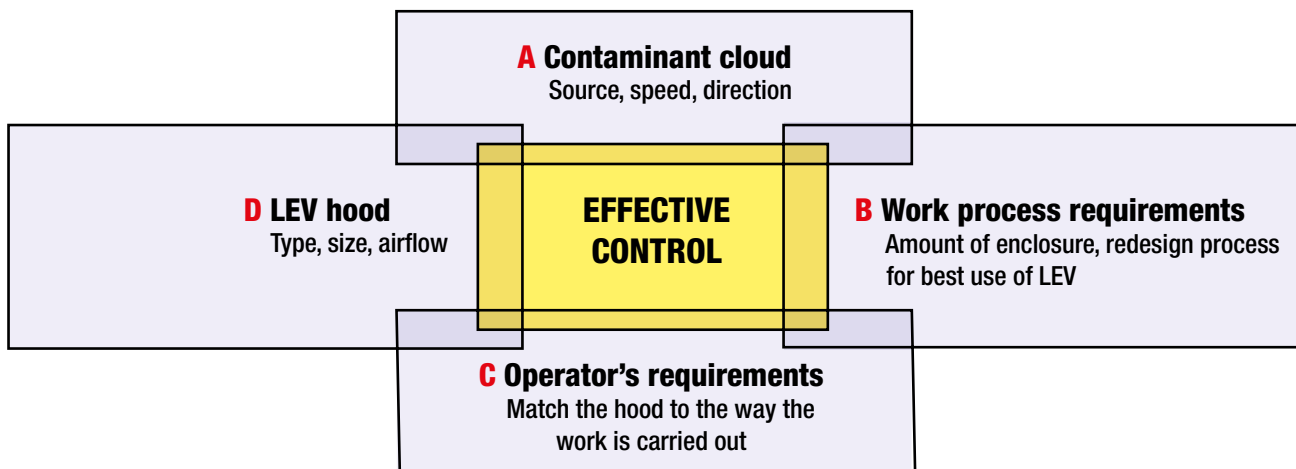 A Contaminant cloud
Source, speed, direction
D LEV hood
Type, size, airflow
EFFECTIVE
CONTROL
B Work process requirements
Amount of enclosure, redesign process
for best use of LEV
C Operator’s requirements
Match the hood to the way the
work is carried out